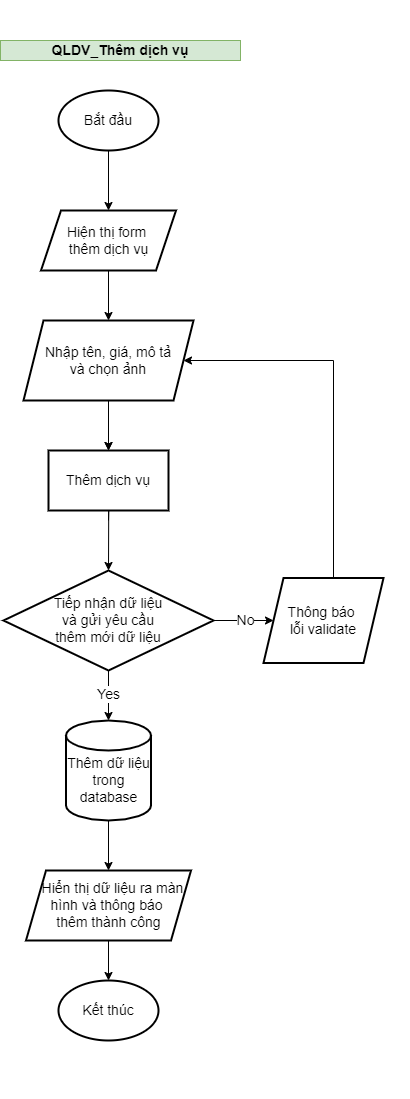 QLDV_Thêm dịch vụ
Bắt đầu
Hiện thị form
thêm dịch vụ
Nhập tên, giá, mô tả
và chọn ảnh
Thêm dịch vụ
Tiếp nhận dữ liệu
và gửi yêu cầu
thêm mới dữ liệu
No
Thông báo
lỗi validate
Yes
Thêm dữ liệu
trong
database
Hiển thị dữ liệu ra màn
hình và thông báo
thêm thành công
Kết thúc